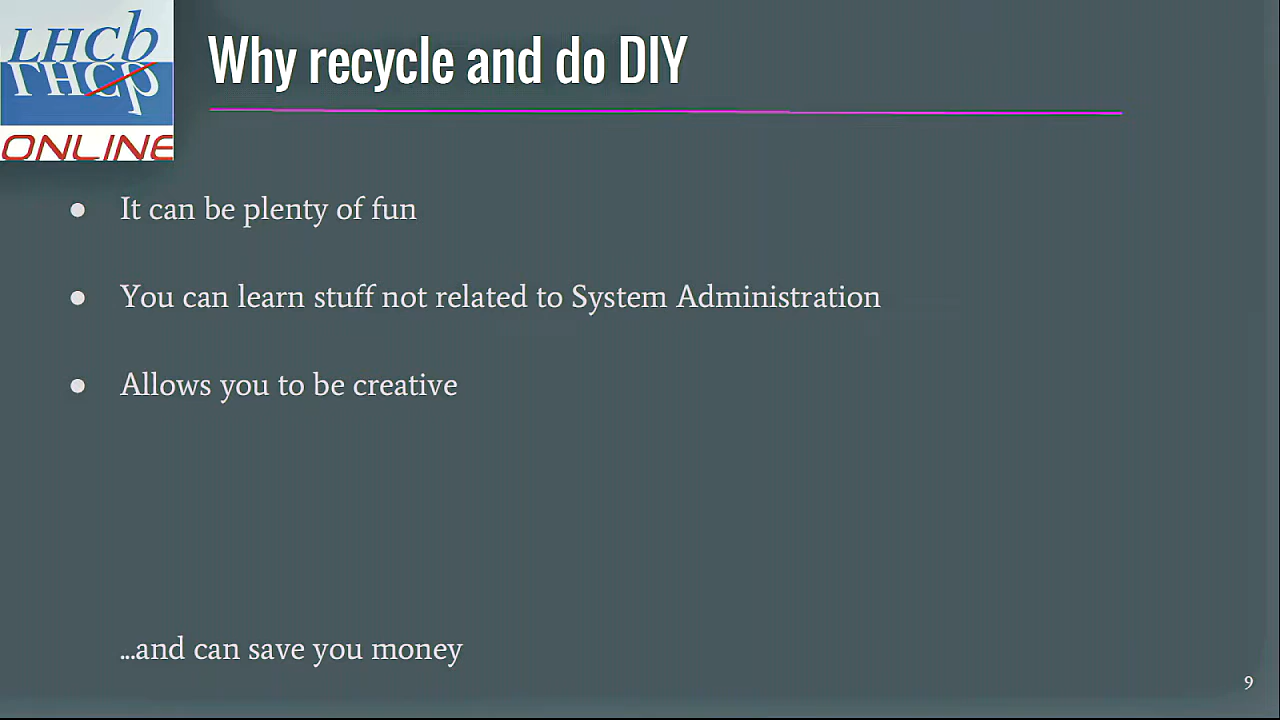 LHCb
LHCb
ONLINE
Why recycle and do DIY
● It can be plenty of fun
● You can learn stuff not related to System Administration
● Allows you to be creative
...and can save you money
9